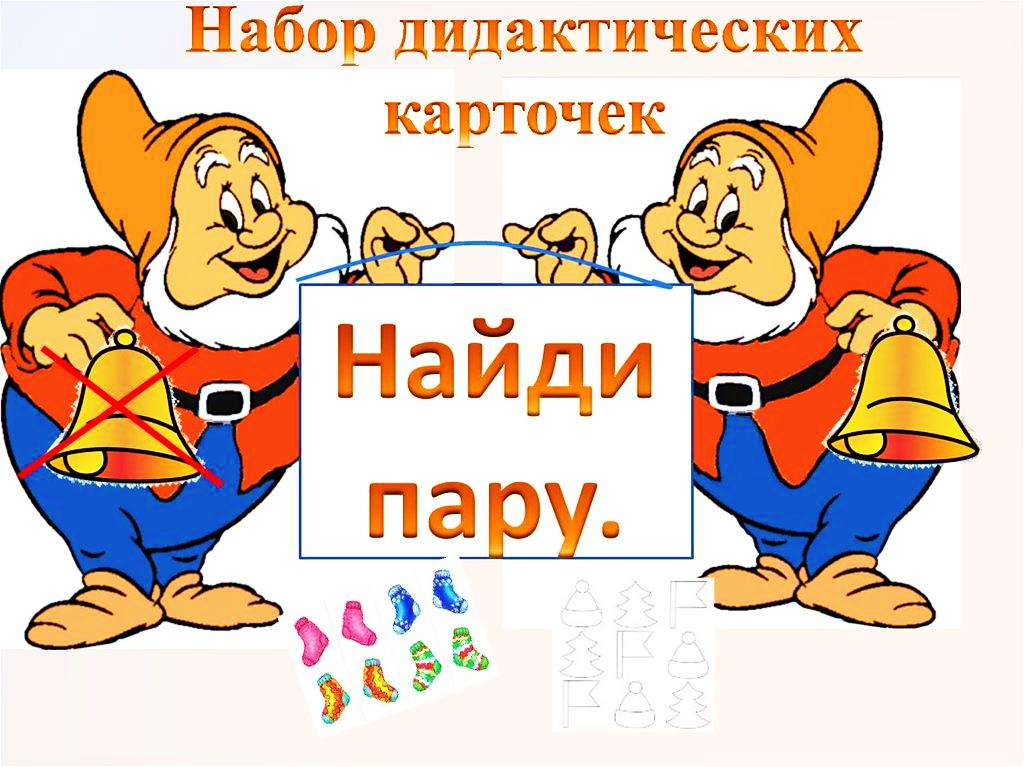 Набор дидактических
карточек
Найди
пару.